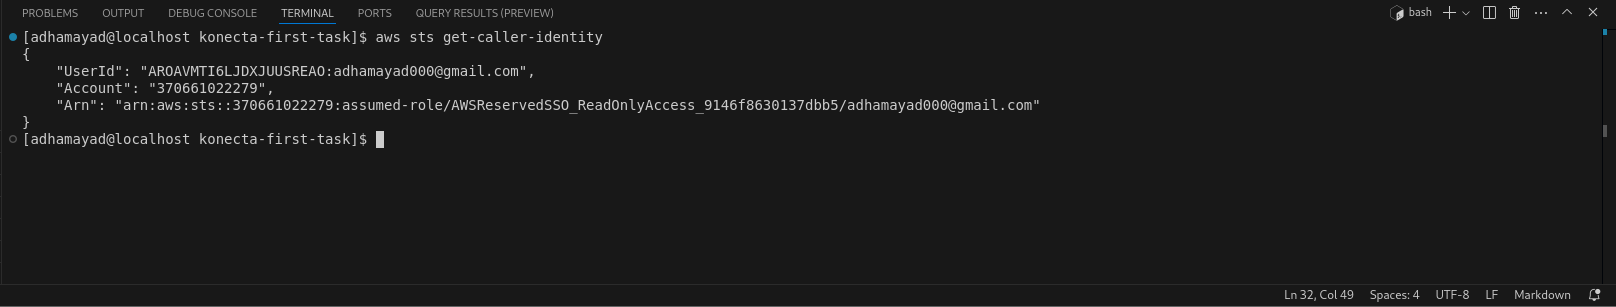 PROBLEMS OUTPUT DEBUG CONSOLE TERMINAL PORTS QUERY RESULTS (PREVIEW) bash
[adhamayad@localhost konecta-first-task]$ aws sts get-caller-identity
{
    "UserId": "AROAVMTI6LJDXJUUSREAO:adhamayad000@gmail.com",
    "Account": "370661022279",
    "Arn": "arn:aws:sts::370661022279:assumed-role/AWSReservedSSO_ReadOnlyAccess_9146f8630137dbb5/adhamayad000@gmail.com"
}
[adhamayad@localhost konecta-first-task]$
Ln 32, Col 49 Spaces: 4 UTF-8 LF Markdown